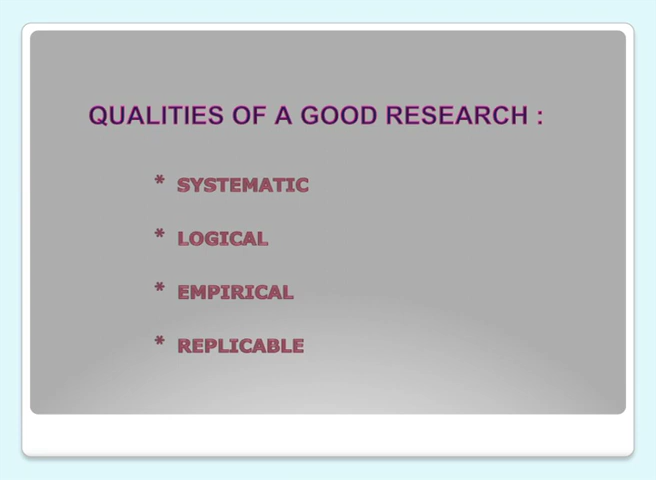 QUALITIES OF A GOOD RESEARCH :
* SYSTEMATIC
* LOGICAL
* EMPIRICAL
* REPLICABLE